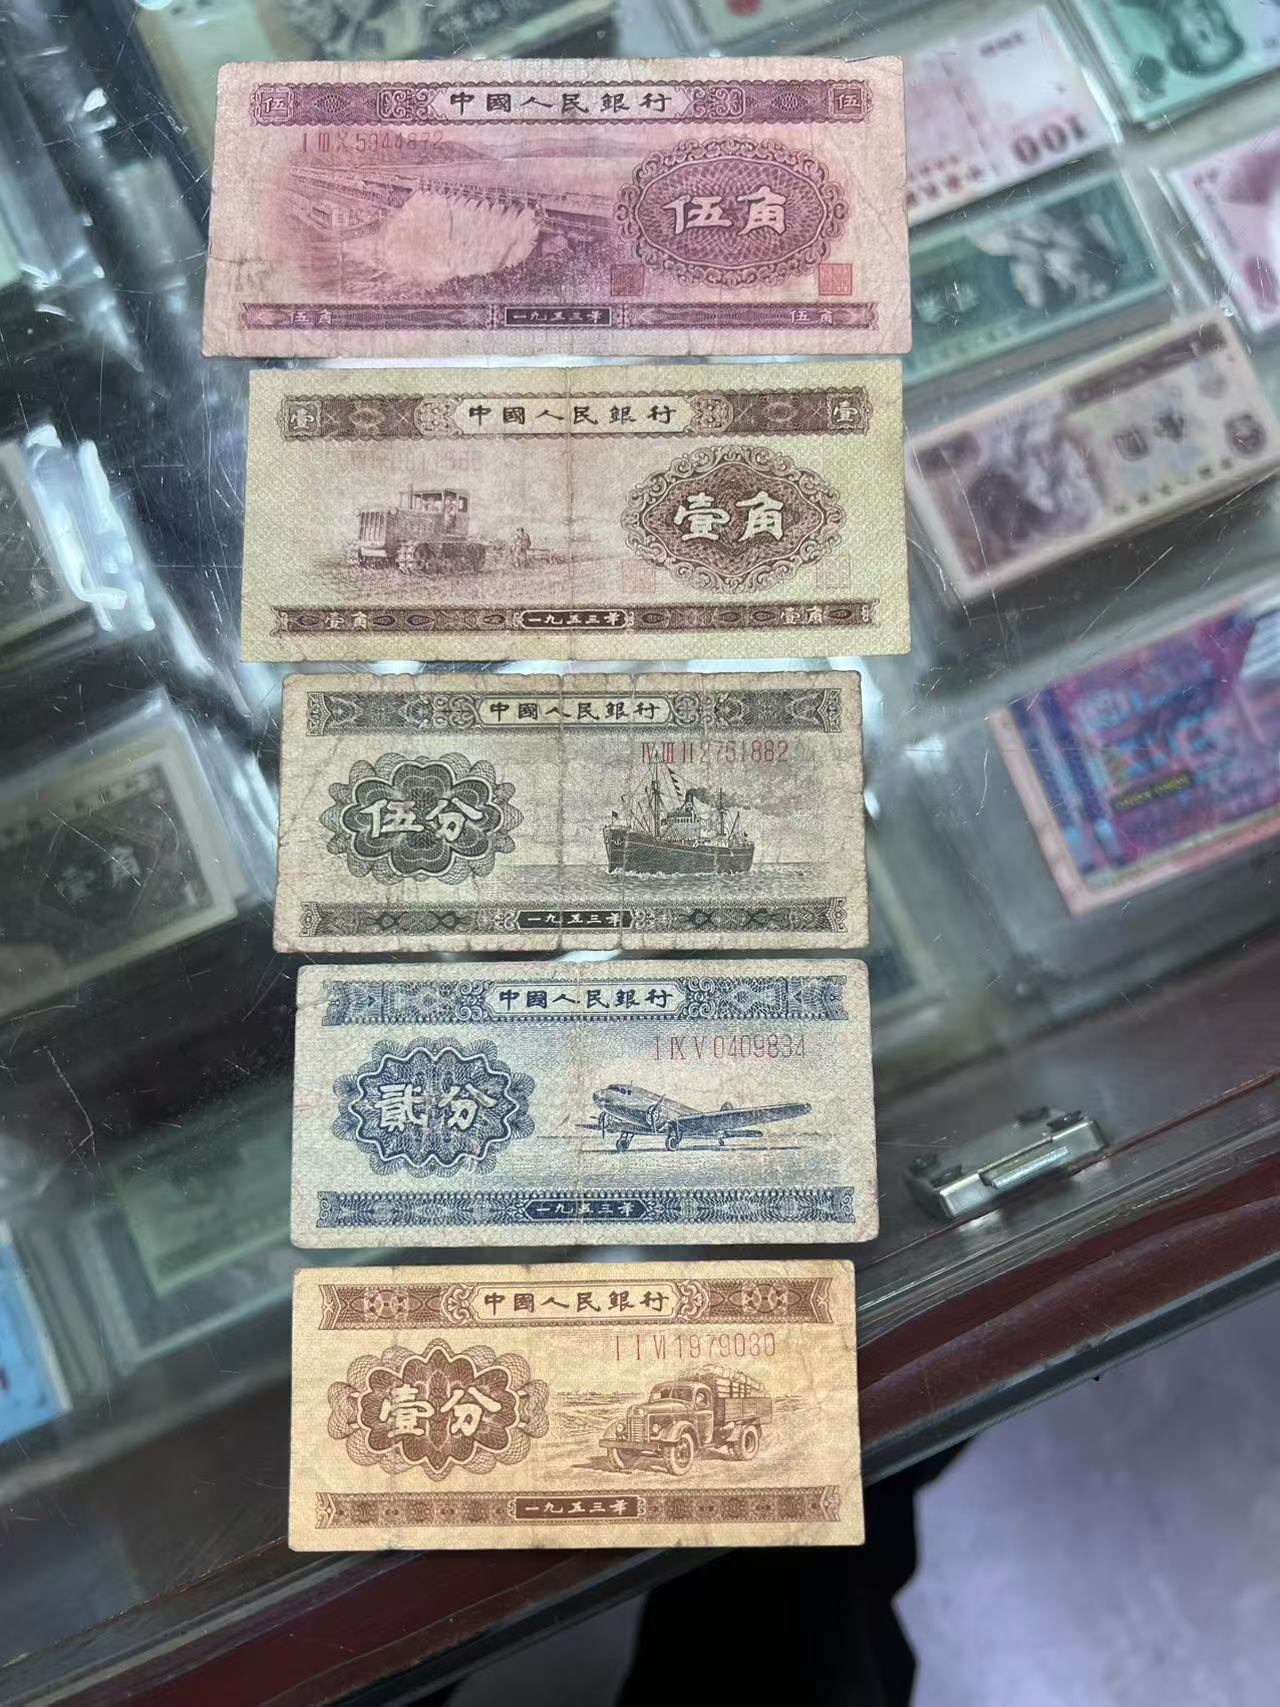 伍 中國人民銀行 伍
I III X 5944872
伍角
伍角 一九五三年 伍角
壹 中國人民銀行 壹
壹角
壹角 一九五三年 壹角
中國人民銀行
IV III II X 751882
伍分
一九五三年
中國人民銀行
I IX V 0409834
貳分
一九五三年
中國人民銀行
I I VI 1979030
壹分
一九五三年
100
壹角